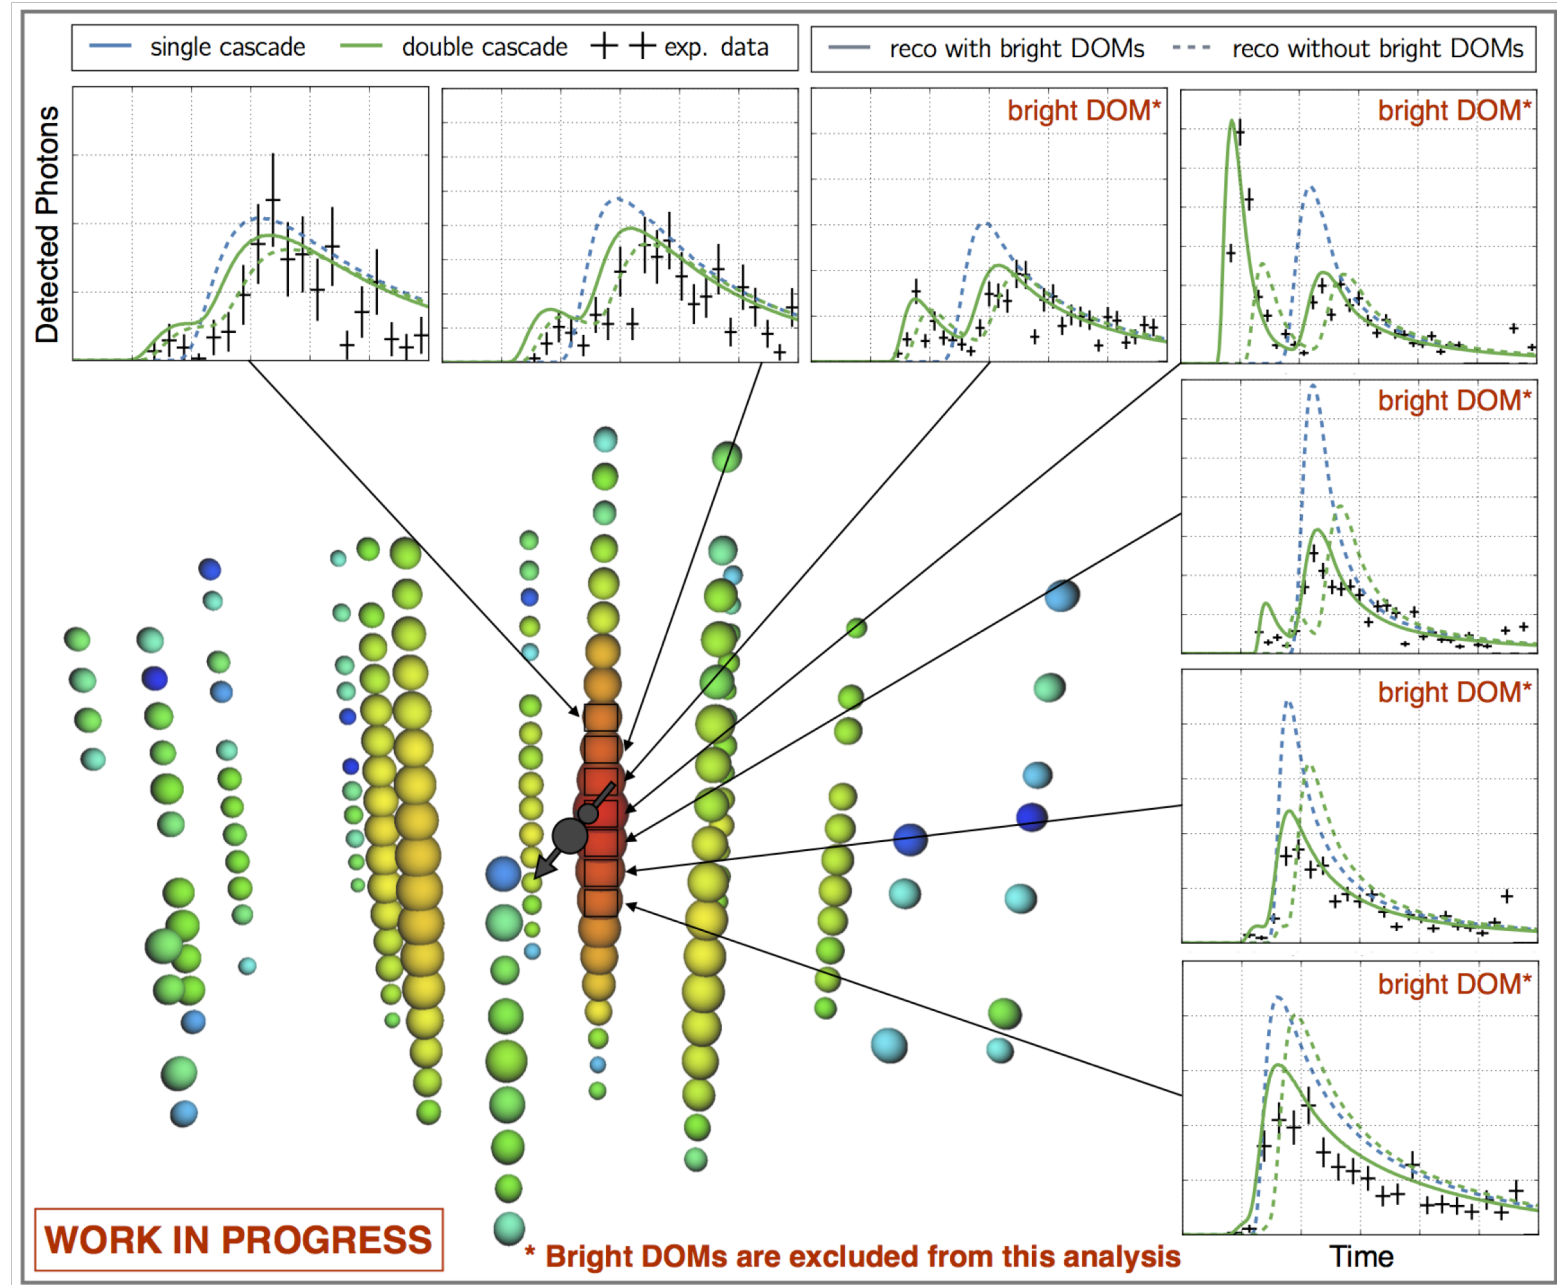 single cascade
double cascade
exp. data
reco with bright DOMs
reco without bright DOMs
Detected Photons
bright DOM*
bright DOM*
bright DOM*
bright DOM*
bright DOM*
WORK IN PROGRESS
* Bright DOMs are excluded from this analysis
Time